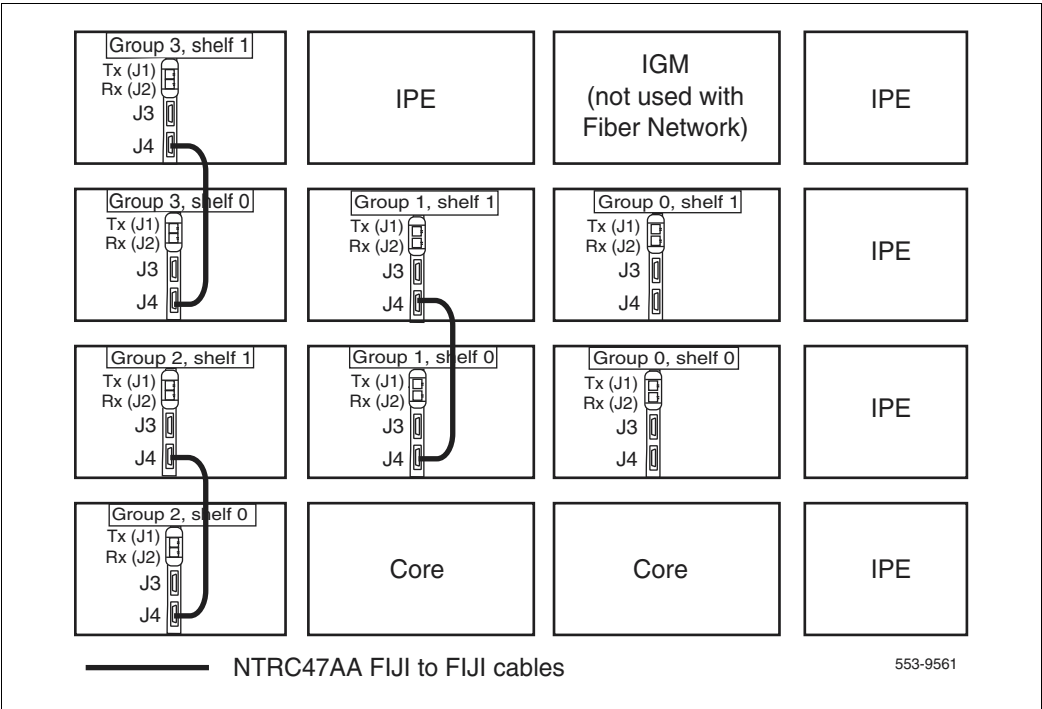 Group 3, shelf 1
Tx (J1)
Rx (J2)
J3
J4
IPE
IGM
(not used with
Fiber Network)
IPE
Group 3, shelf 0
Tx (J1)
Rx (J2)
J3
J4
Group 1, shelf 1
Tx (J1)
Rx (J2)
J3
J4
Group 0, shelf 1
Tx (J1)
Rx (J2)
J3
J4
IPE
Group 2, shelf 1
Tx (J1)
Rx (J2)
J3
J4
Group 1, shelf 0
Tx (J1)
Rx (J2)
J3
J4
Group 0, shelf 0
Tx (J1)
Rx (J2)
J3
J4
IPE
Group 2, shelf 0
Tx (J1)
Rx (J2)
J3
J4
Core
Core
IPE
NTRC47AA FIJI to FIJI cables
553-9561